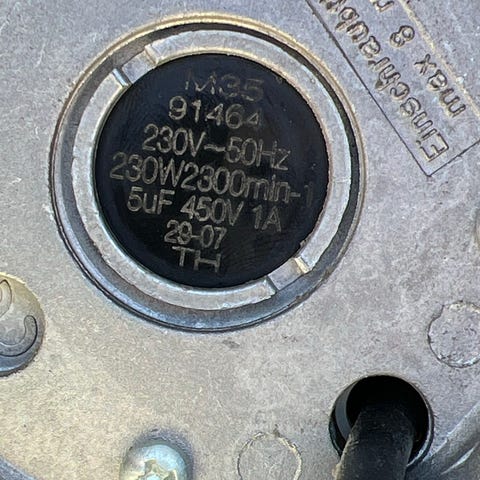 M35
91464
230V~50Hz
230W2300min-1
5uF 450V 1A
29-07
TH
max 8